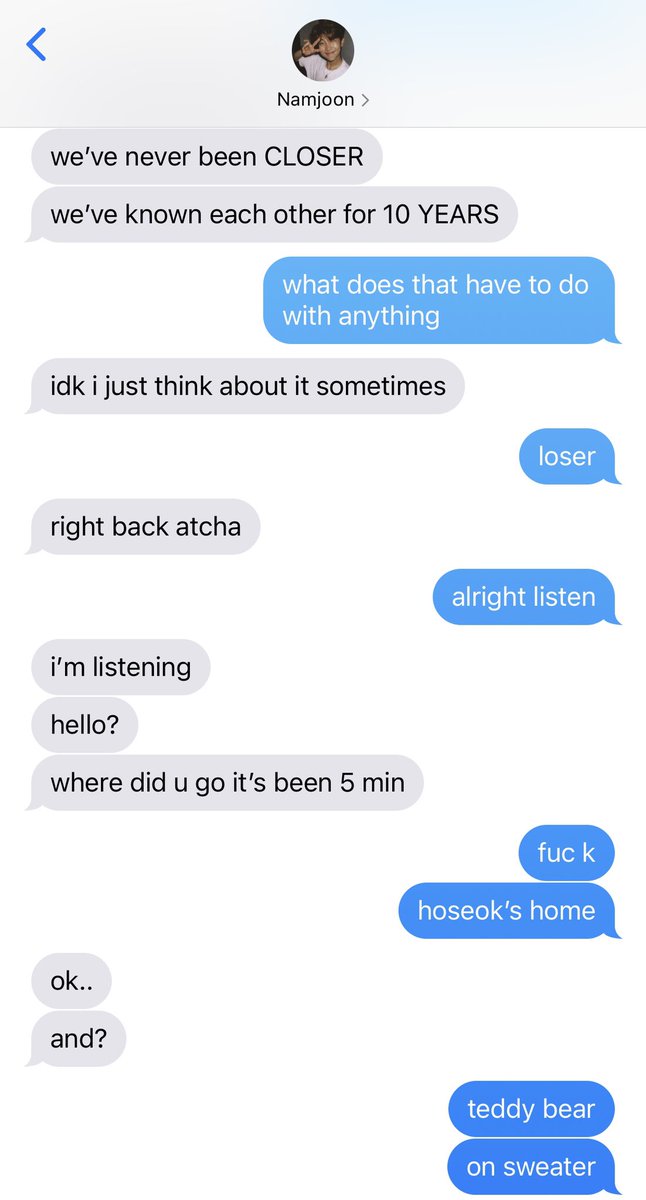 Namjoon
we’ve never been CLOSER
we’ve known each other for 10 YEARS
what does that have to do
with anything
idk i just think about it sometimes
loser
right back atcha
alright listen
i’m listening
hello?
where did u go it’s been 5 min
fuc k
hoseok’s home
ok..
and?
teddy bear
on sweater